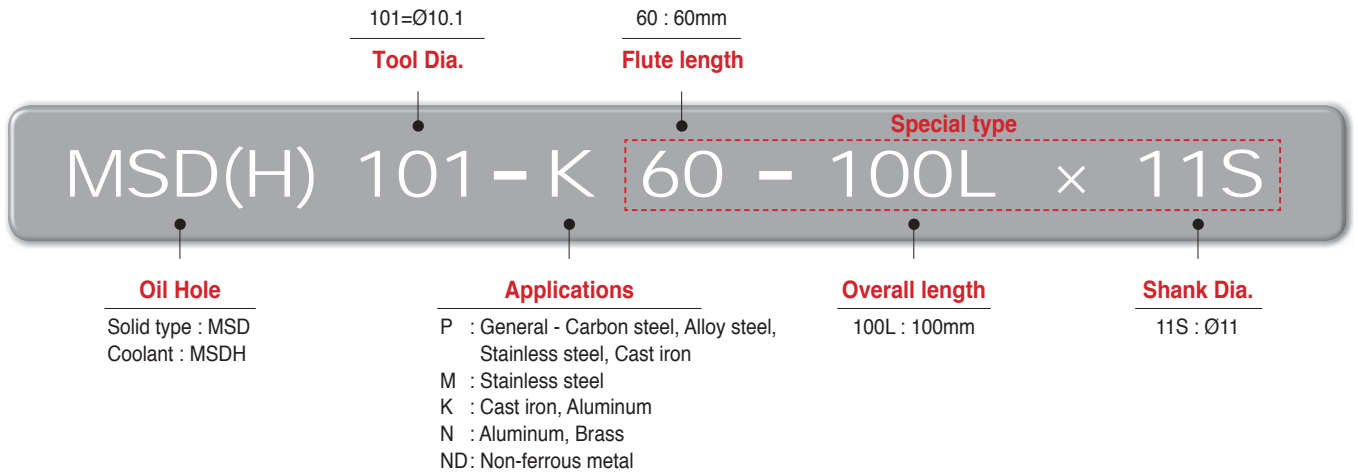 101=Ø10.1
Tool Dia.
60 : 60mm
Flute length
Special type
MSD(H) 101 - K 60 - 100L × 11S
Oil Hole
Solid type : MSD
Coolant : MSDH
Applications
P : General - Carbon steel, Alloy steel,
Stainless steel, Cast iron
M : Stainless steel
K : Cast iron, Aluminum
N : Aluminum, Brass
ND: Non-ferrous metal
Overall length
100L : 100mm
Shank Dia.
11S : Ø11